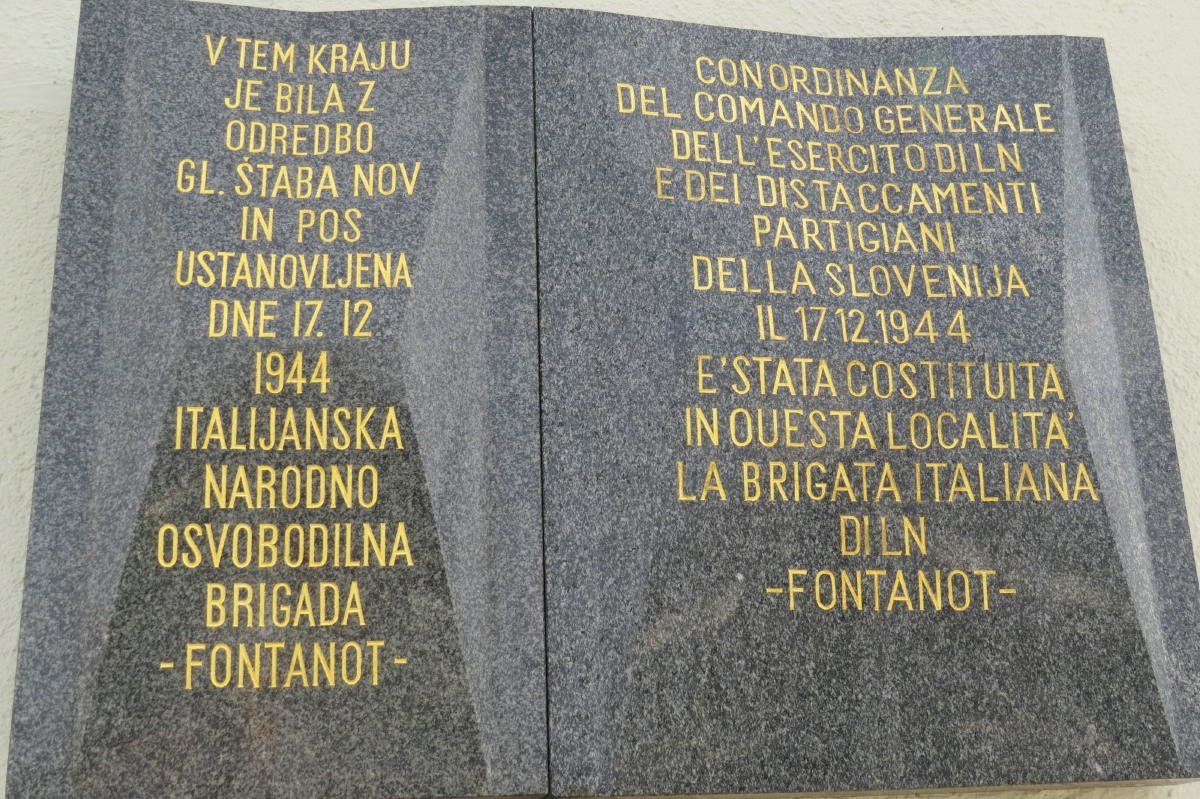 V TEM KRAJU
JE BILA Z
ODREDBO
GL. ŠTABA NOV
IN POS
USTANOVLJENA
DNE 17. 12
1944
ITALIJANSKA
NARODNO
OSVOBODILNA
BRIGADA
-FONTANOT-
CON ORDINANZA
DEL COMANDO GENERALE
DELL'ESERCITO DI LN
E DEI DISTACCAMENTI
PARTIGIANI
DELLA SLOVENIJA
IL 17.12.1944
E'STATA COSTITUITA
IN QUESTA LOCALITA'
LA BRIGATA ITALIANA
DI LN
-FONTANOT-